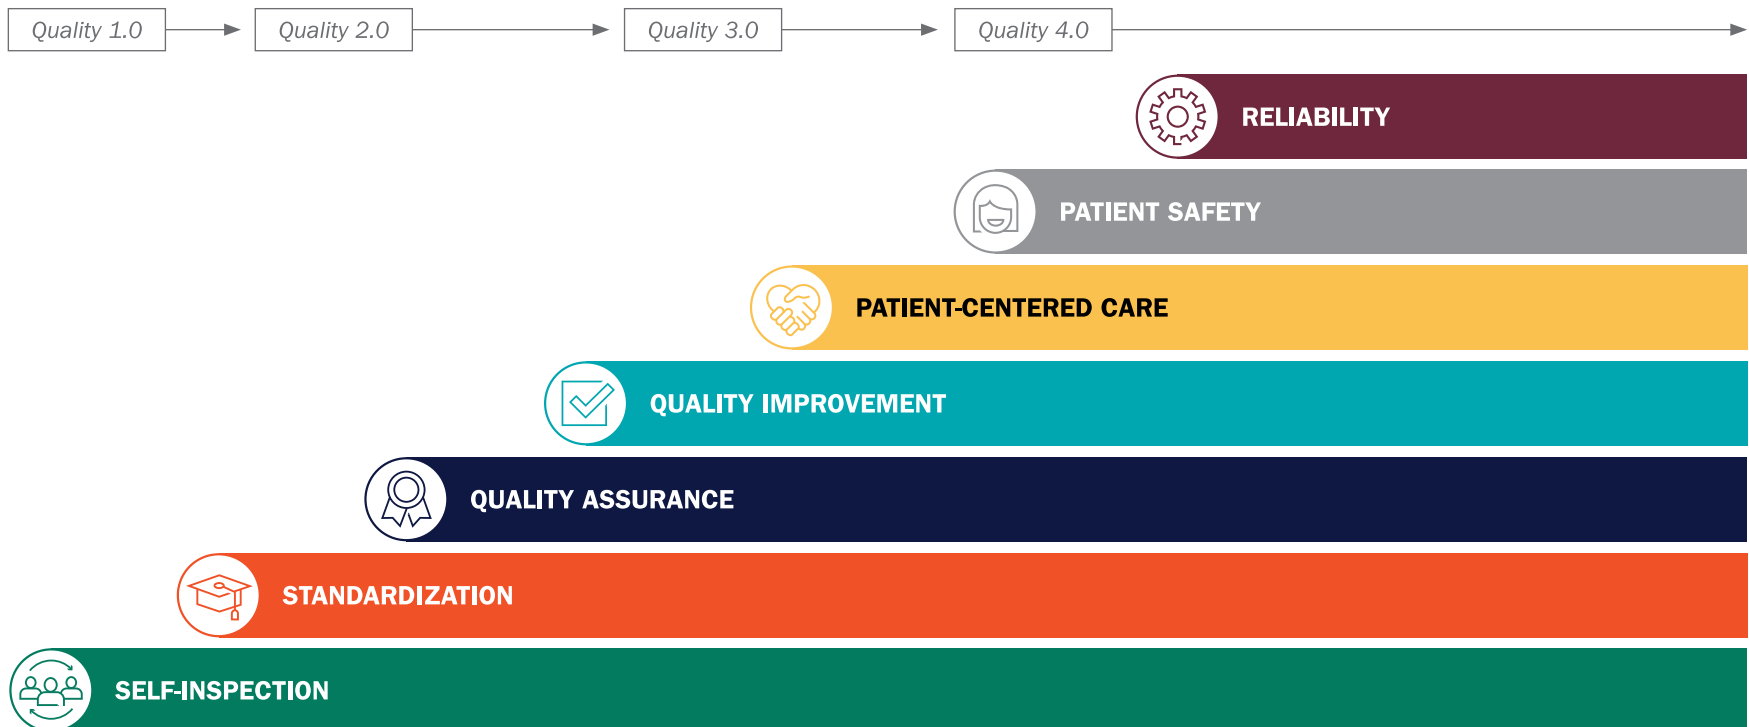 Quality 1.0
Quality 2.0
Quality 3.0
Quality 4.0
RELIABILITY
PATIENT SAFETY
PATIENT-CENTERED CARE
QUALITY IMPROVEMENT
QUALITY ASSURANCE
STANDARDIZATION
SELF-INSPECTION